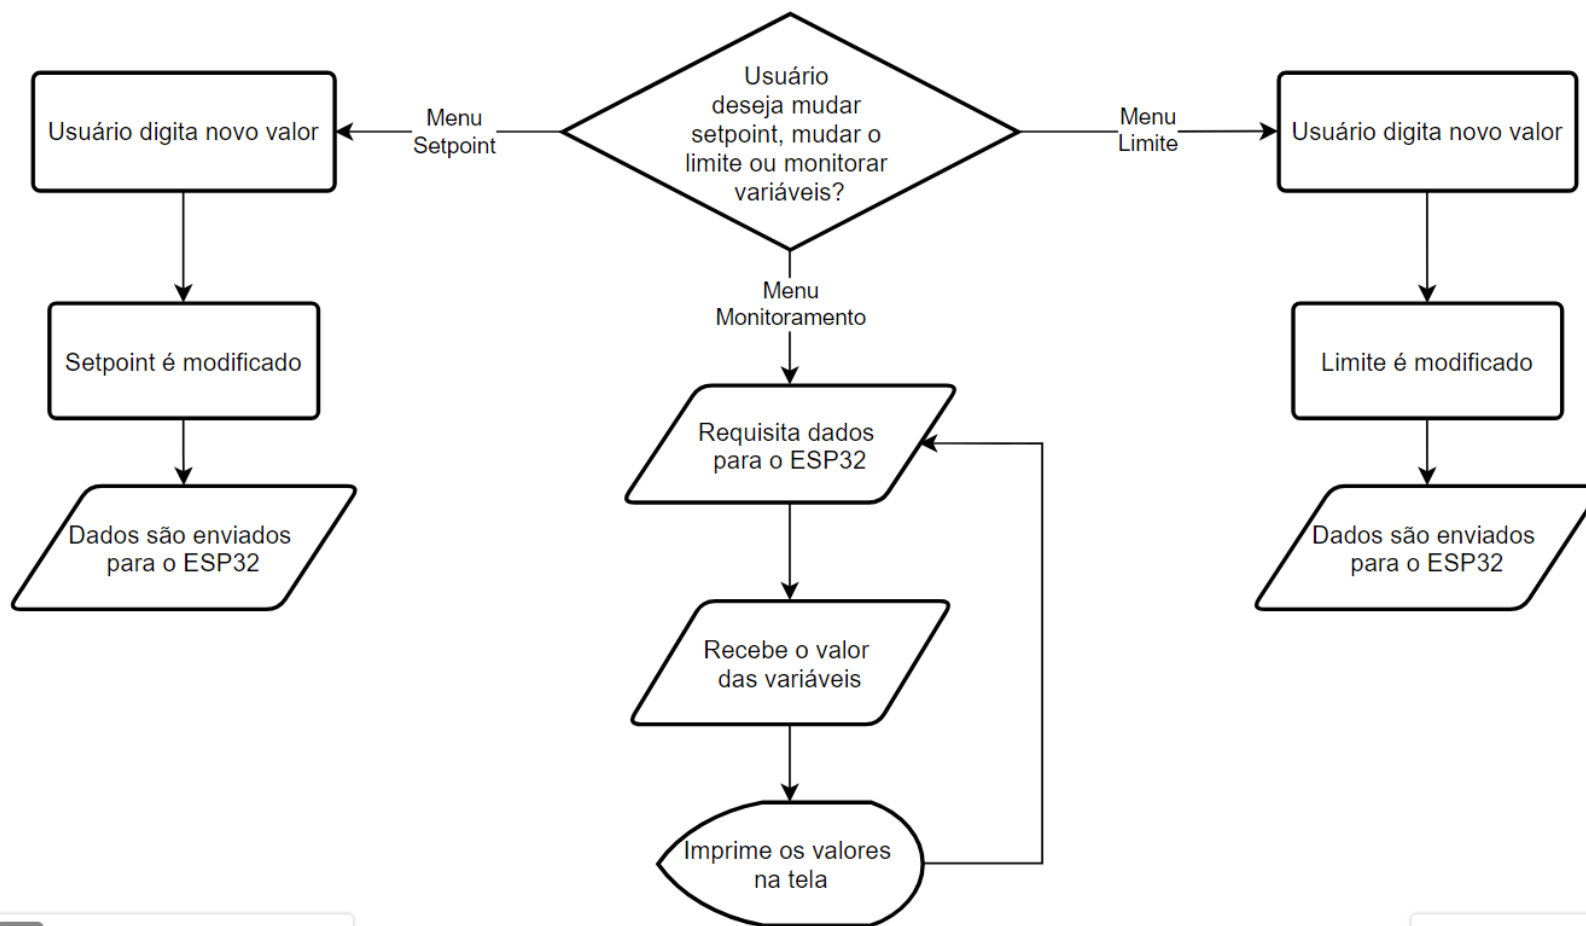 Usuário
deseja mudar
setpoint, mudar o
limite ou monitorar
variáveis?
Menu
Setpoint
Usuário digita novo valor
Setpoint é modificado
Dados são enviados
para o ESP32
Menu
Monitoramento
Requisita dados
para o ESP32
Recebe o valor
das variáveis
Imprime os valores
na tela
Menu
Limite
Usuário digita novo valor
Limite é modificado
Dados são enviados
para o ESP32